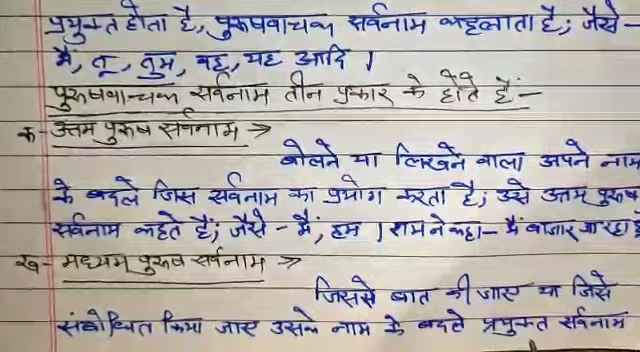 प्रयुक्त होता है, पुरुषवाचक सर्वनाम कहलाता है; जैसे-
मैं, तू, तुम, वह, यह आदि।
पुरुषवाचक सर्वनाम तीन प्रकार के होते हैं-
क- उत्तम पुरुष सर्वनाम →
बोलने या लिखने वाला अपने नाम
के बदले जिस सर्वनाम का प्रयोग करता है; उसे उत्तम पुरुष
सर्वनाम कहते हैं; जैसे - मैं, हम। राम ने कहा- मैं बाजार जा रहा हूँ
ख- मध्यम पुरुष सर्वनाम →
जिससे बात की जाए या जिसे
संबोधित किया जाए उसके नाम के बदले प्रयुक्त सर्वनाम